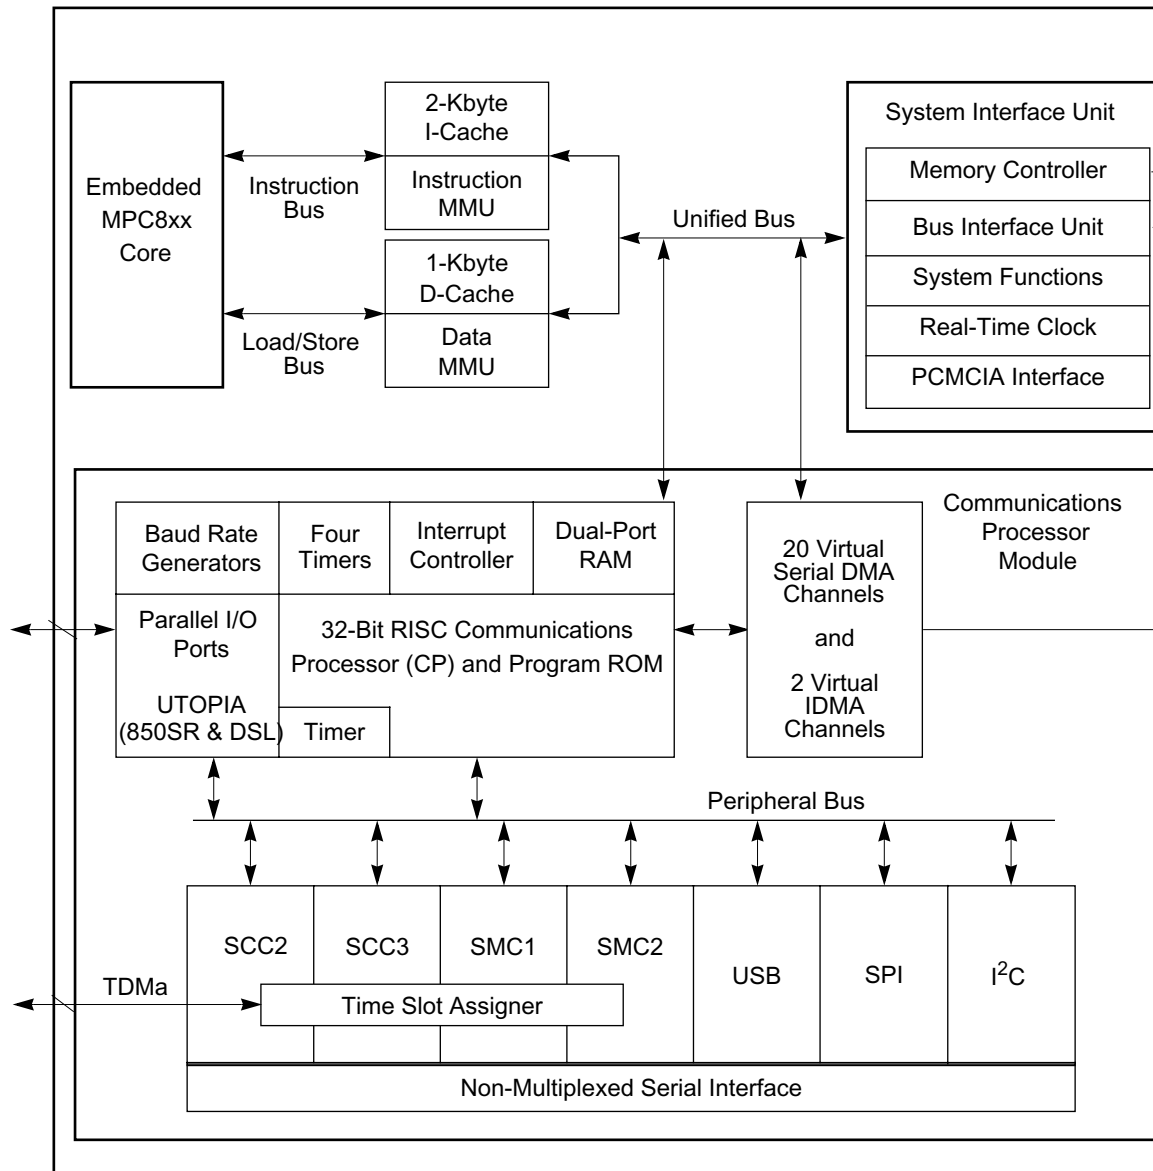 Embedded
MPC8xx
Core
Instruction
Bus
Load/Store
Bus
2-Kbyte
I-Cache
Instruction
MMU
1-Kbyte
D-Cache
Data
MMU
Unified Bus
System Interface Unit
Memory Controller
Bus Interface Unit
System Functions
Real-Time Clock
PCMCIA Interface
Communications
Processor
Module
Baud Rate
Generators
Four
Timers
Interrupt
Controller
Dual-Port
RAM
Parallel I/O
Ports
UTOPIA
(850SR & DSL)
32-Bit RISC Communications
Processor (CP) and Program ROM
Timer
20 Virtual
Serial DMA
Channels
and
2 Virtual
IDMA
Channels
Peripheral Bus
SCC2
SCC3
SMC1
SMC2
USB
SPI
I²C
TDMa
Time Slot Assigner
Non-Multiplexed Serial Interface